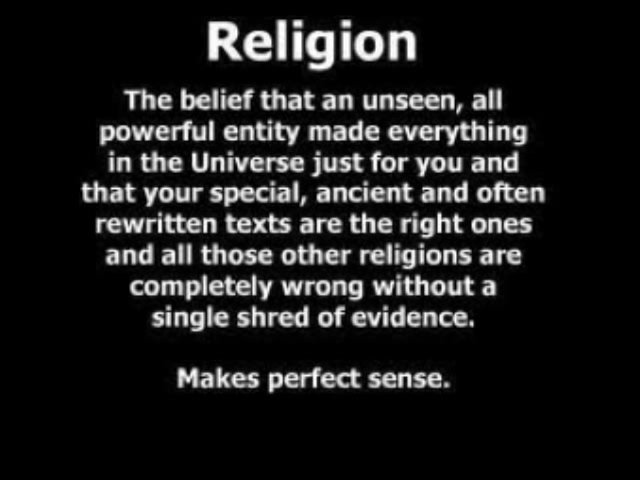 Religion
The belief that an unseen, all
powerful entity made everything
in the Universe just for you and
that your special, ancient and often
rewritten texts are the right ones
and all those other religions are
completely wrong without a
single shred of evidence.
Makes perfect sense.